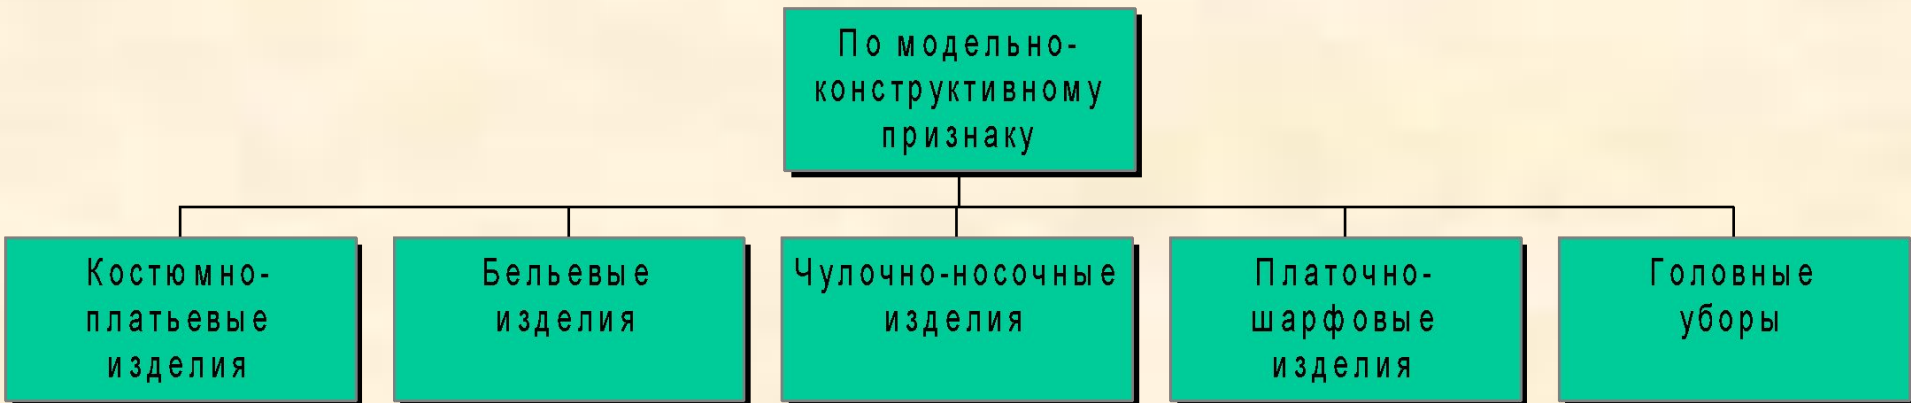 По модельно-
конструктивному
признаку
Костюмно-
платьевые
изделия
Бельевые
изделия
Чулочно-носочные
изделия
Платочно-
шарфовые
изделия
Головные
уборы